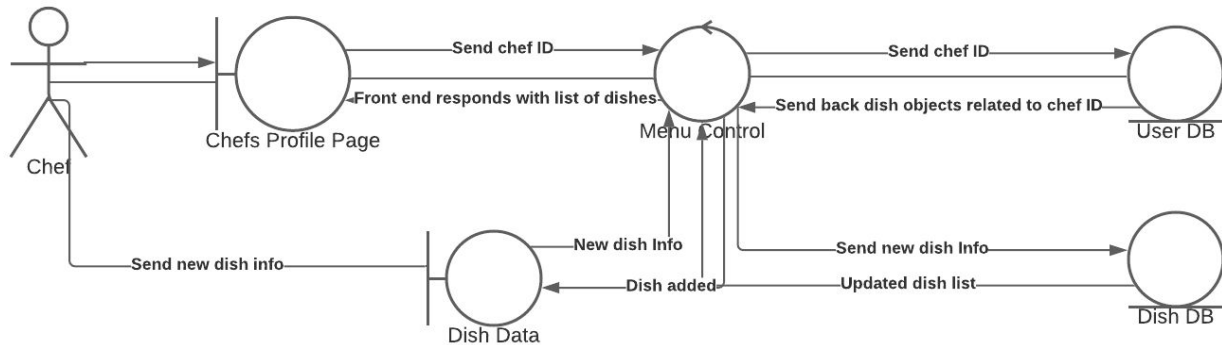 Send chef ID
Send chef ID
Front end responds with list of dishes
Send back dish objects related to chef ID
Chefs Profile Page
Menu Control
User DB
Chef
New dish Info
Send new dish Info
Send new dish info
Dish added
Updated dish list
Dish Data
Dish DB